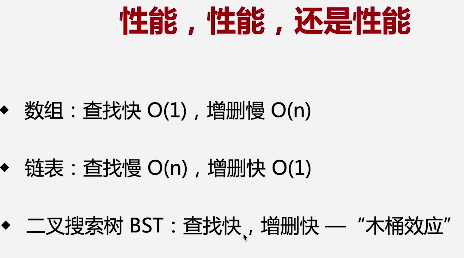 性能，性能，还是性能
◆ 数组：查找快 O(1)，增删慢 O(n)
◆ 链表：查找慢 O(n)，增删快 O(1)
◆ 二叉搜索树 BST：查找快，增删快 —“木桶效应”